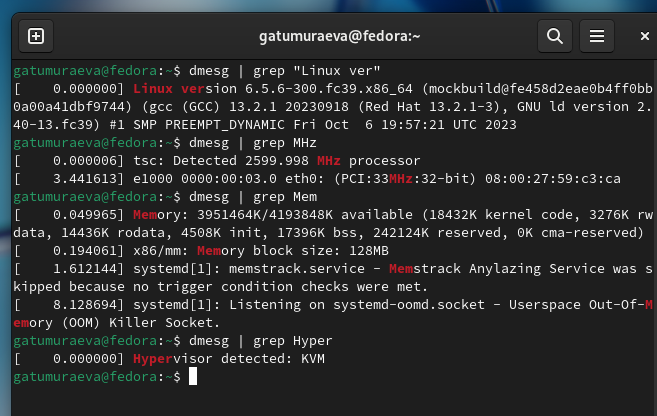 gatumuraeva@fedora:~
gatumuraeva@fedora:~$ dmesg | grep "Linux ver"
[    0.000000] Linux version 6.5.6-300.fc39.x86_64 (mockbuild@fe458d2eae0b4ff0bb
0a00a41dbf9744) (gcc (GCC) 13.2.1 20230918 (Red Hat 13.2.1-3), GNU ld version 2.
40-13.fc39) #1 SMP PREEMPT_DYNAMIC Fri Oct  6 19:57:21 UTC 2023
gatumuraeva@fedora:~$ dmesg | grep MHz
[    0.000006] tsc: Detected 2599.998 MHz processor
[    3.441613] e1000 0000:00:03.0 eth0: (PCI:33MHz:32-bit) 08:00:27:59:c3:ca
gatumuraeva@fedora:~$ dmesg | grep Mem
[    0.049965] Memory: 3951464K/4193848K available (18432K kernel code, 3276K rw
data, 14436K rodata, 4508K init, 17396K bss, 242124K reserved, 0K cma-reserved)
[    0.194061] x86/mm: Memory block size: 128MB
[    1.612144] systemd[1]: memstrack.service - Memstrack Anylazing Service was s
kipped because no trigger condition checks were met.
[    8.128694] systemd[1]: Listening on systemd-oomd.socket - Userspace Out-Of-M
emory (OOM) Killer Socket.
gatumuraeva@fedora:~$ dmesg | grep Hyper
[    0.000000] Hypervisor detected: KVM
gatumuraeva@fedora:~$